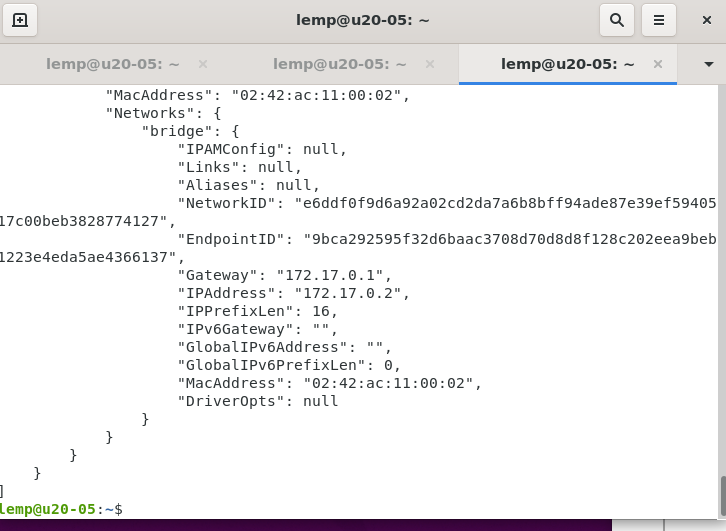 lemp@u20-05: ~
lemp@u20-05: ~ × lemp@u20-05: ~ × lemp@u20-05: ~ ×
"MacAddress": "02:42:ac:11:00:02",
"Networks": {
"bridge": {
"IPAMConfig": null,
"Links": null,
"Aliases": null,
"NetworkID": "e6ddf0f9d6a92a02cd2da7a6b8bff94ade87e39ef59405
17c00beb3828774127",
"EndpointID": "9bca292595f32d6baac3708d70d8d8f128c202eea9beb
1223e4eda5ae4366137",
"Gateway": "172.17.0.1",
"IPAddress": "172.17.0.2",
"IPPrefixLen": 16,
"IPv6Gateway": "",
"GlobalIPv6Address": "",
"GlobalIPv6PrefixLen": 0,
"MacAddress": "02:42:ac:11:00:02",
"DriverOpts": null
}
}
}
}
]
lemp@u20-05:~$